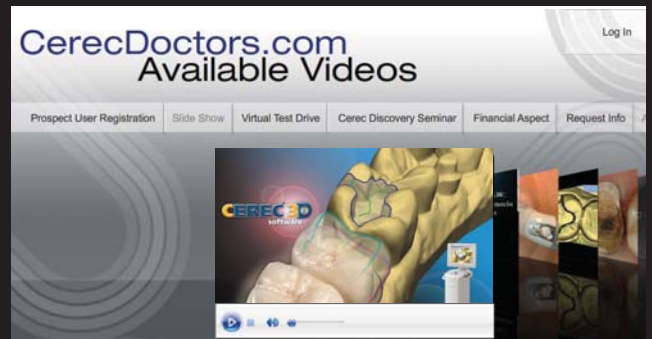 CerecDoctors.com
Available Videos
Log In
Prospect User Registration
Slide Show
Virtual Test Drive
Cerec Discovery Seminar
Financial Aspect
Request Info
CEREC 3D
software